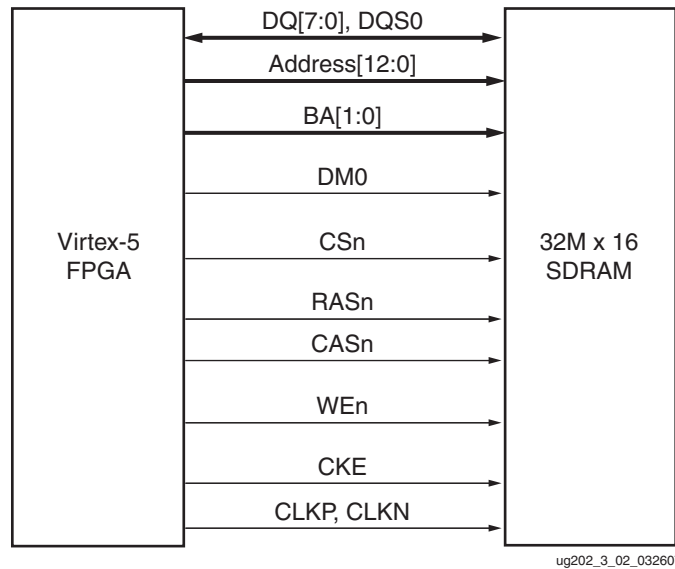 DQ[7:0], DQS0
Address[12:0]
BA[1:0]
DM0
Virtex-5
FPGA
CSn
32M x 16
SDRAM
RASn
CASn
WEn
CKE
CLKP, CLKN
ug202_3_02_032607